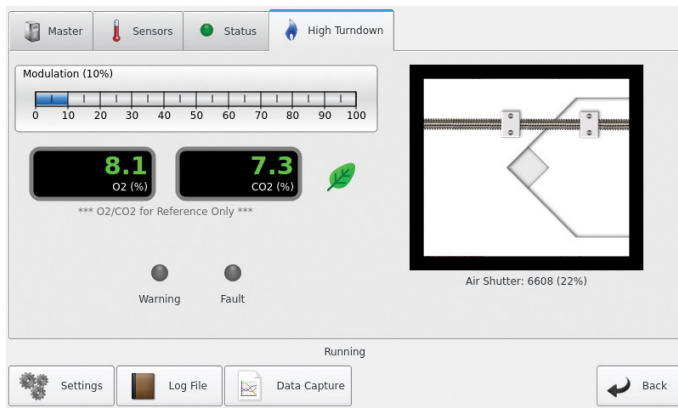 Master
Sensors
Status
High Turndown
Modulation (10%)
0 10 20 30 40 50 60 70 80 90 100
8.1
O2 (%)
7.3
CO2 (%)
*** O2/CO2 for Reference Only ***
Warning
Fault
Air Shutter: 6608 (22%)
Running
Settings
Log File
Data Capture
Back